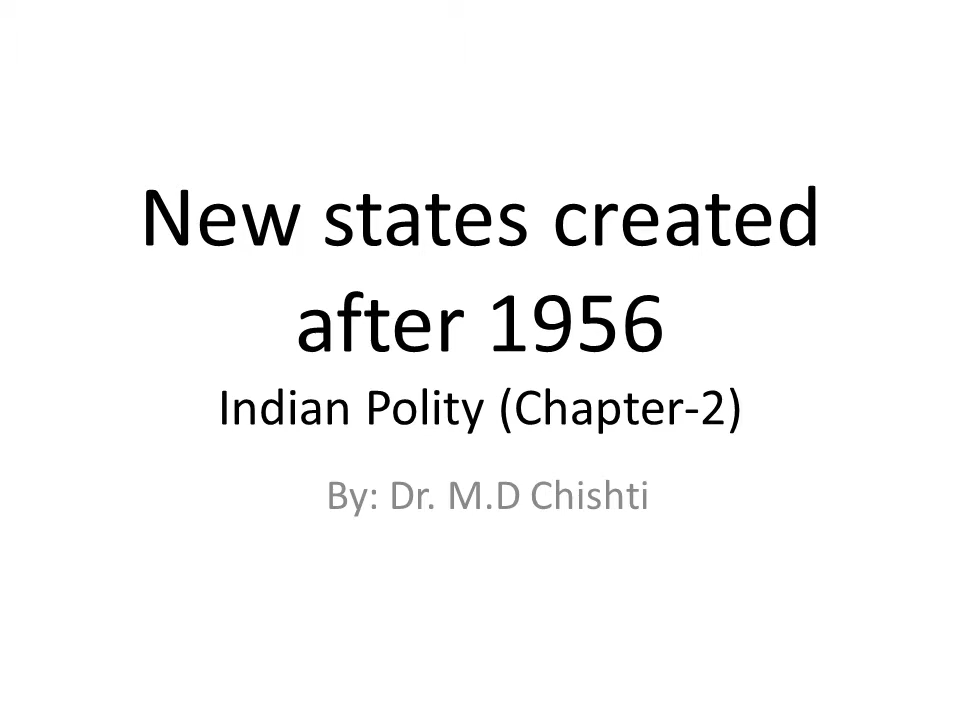 New states created
after 1956
Indian Polity (Chapter-2)
By: Dr. M.D Chishti